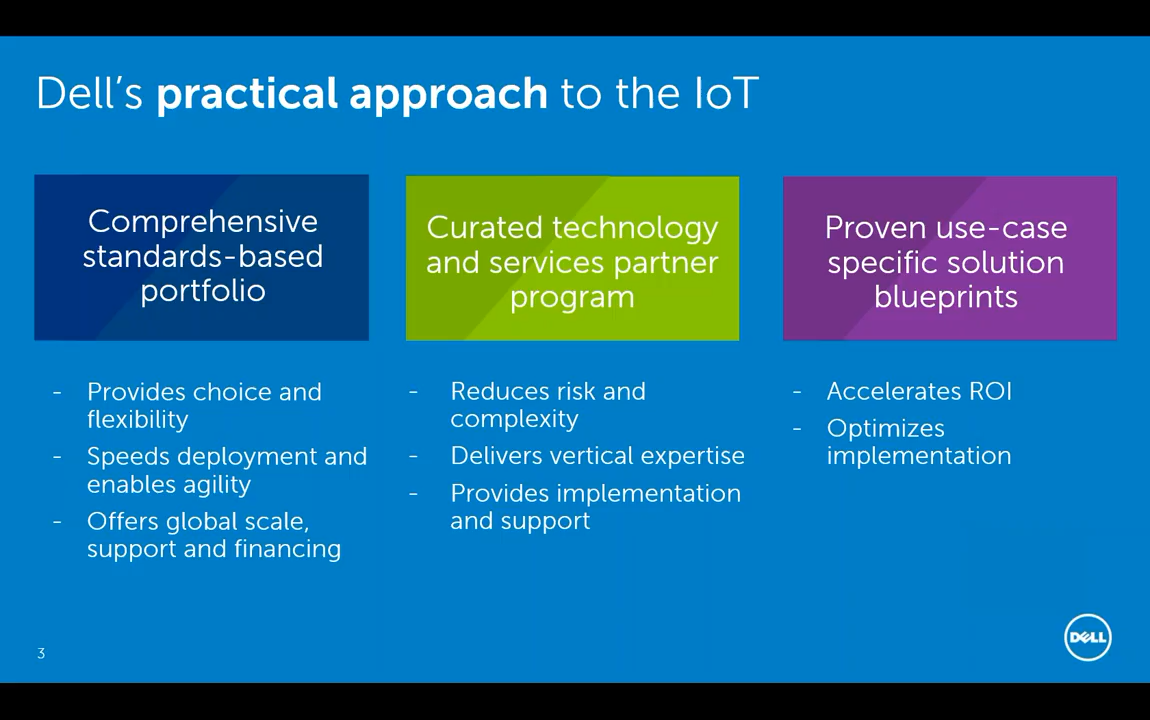 Dell’s practical approach to the IoT
Comprehensive
standards-based
portfolio
- Provides choice and
flexibility
- Speeds deployment and
enables agility
- Offers global scale,
support and financing
Curated technology
and services partner
program
- Reduces risk and
complexity
- Delivers vertical expertise
- Provides implementation
and support
Proven use-case
specific solution
blueprints
- Accelerates ROI
- Optimizes
implementation
3
DELL